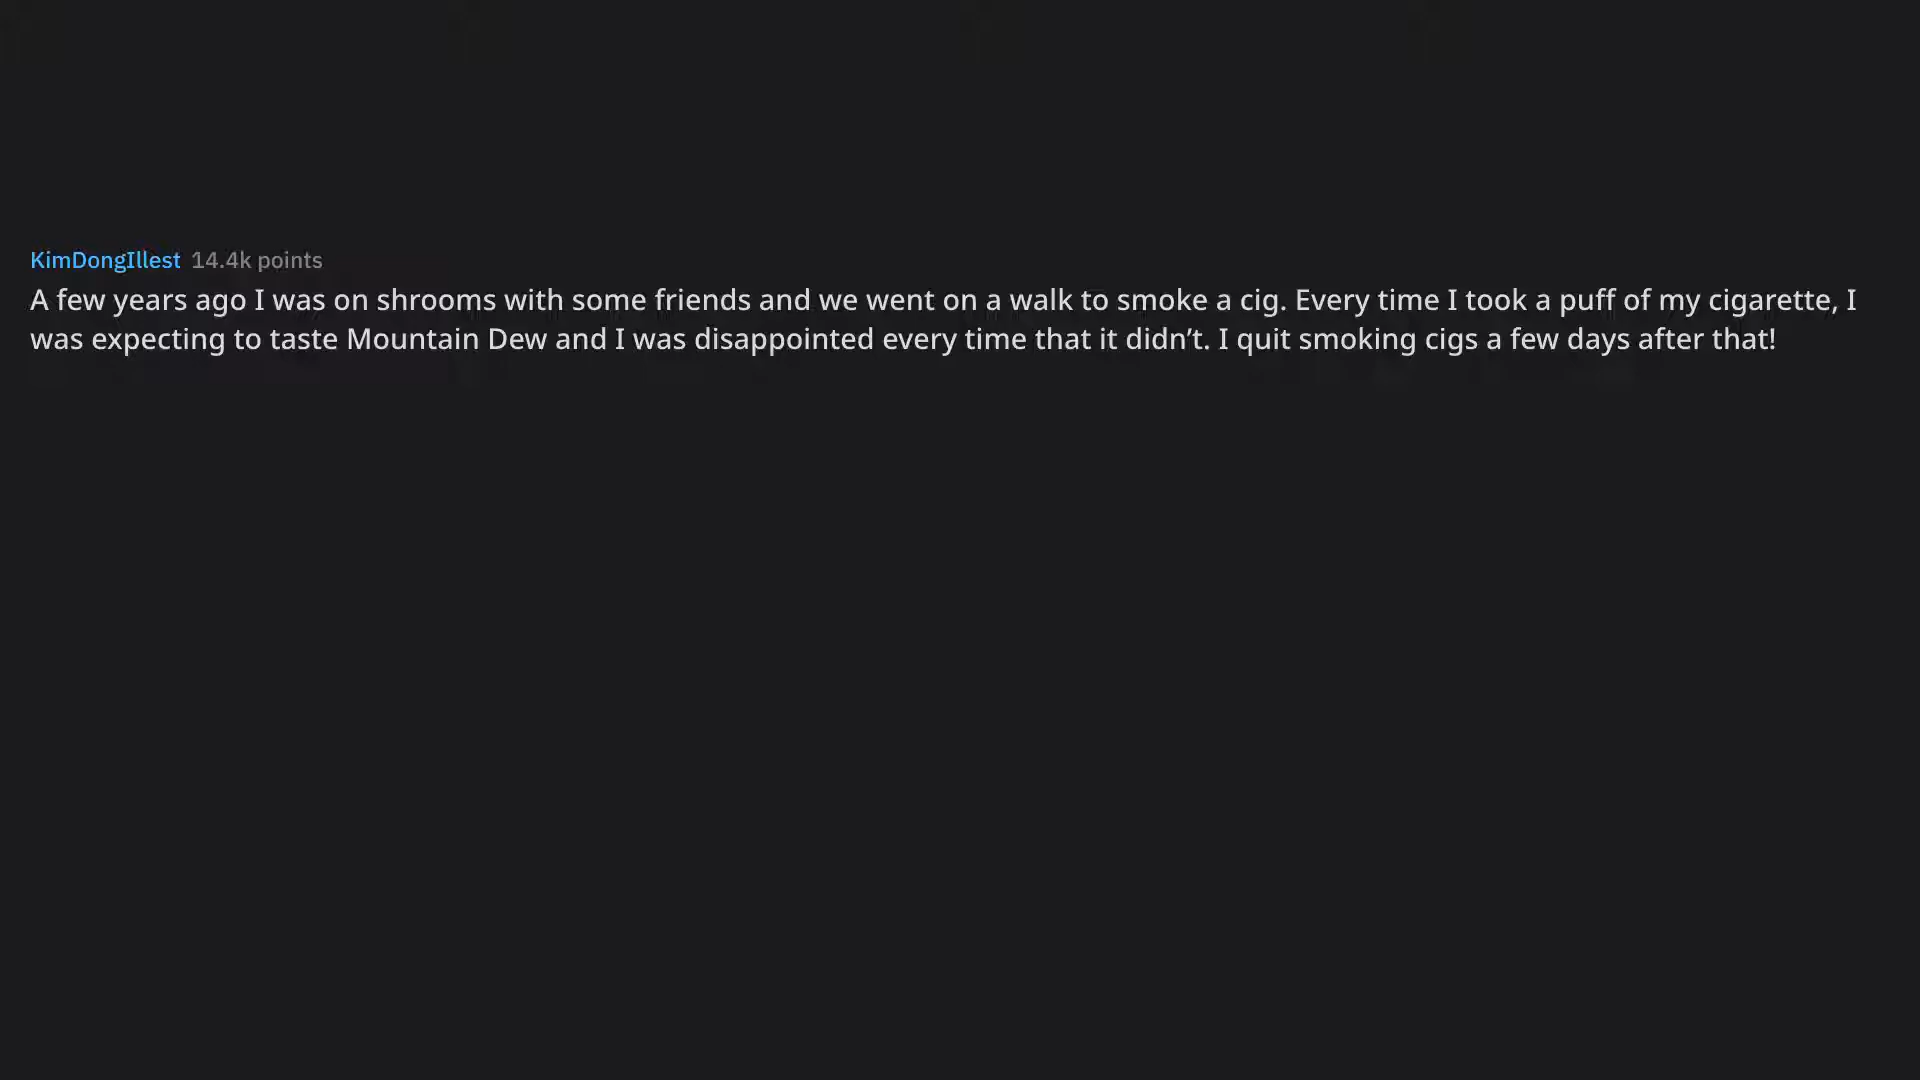 KimDongIllest 14.4k points
A few years ago I was on shrooms with some friends and we went on a walk to smoke a cig. Every time I took a puff of my cigarette, I
was expecting to taste Mountain Dew and I was disappointed every time that it didn’t. I quit smoking cigs a few days after that!